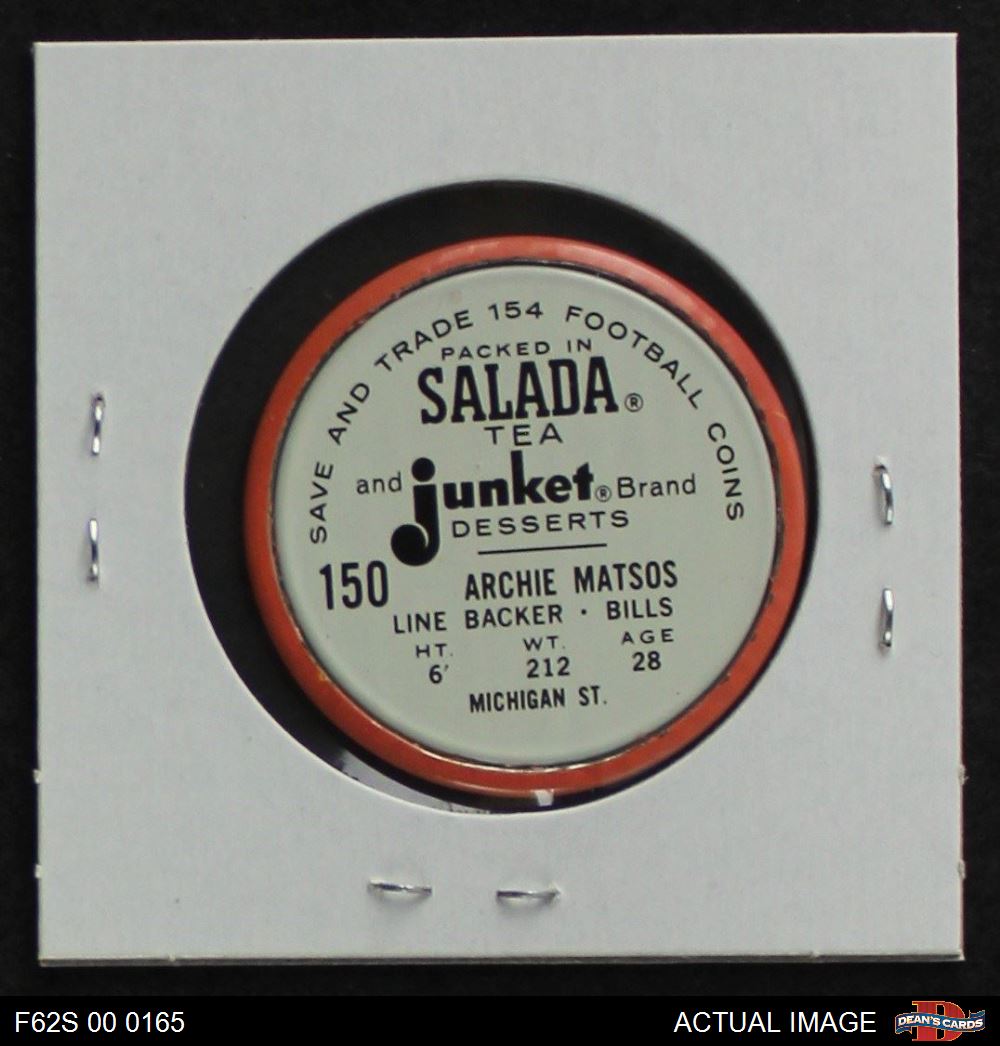 SAVE AND TRADE 154 FOOTBALL COINS
PACKED IN
SALADA®
TEA
and junket® Brand
DESSERTS
150 ARCHIE MATSOS
LINE BACKER · BILLS
HT. WT. AGE
6' 212 28
MICHIGAN ST.
F62S 00 0165 ACTUAL IMAGE DEAN'S CARDS